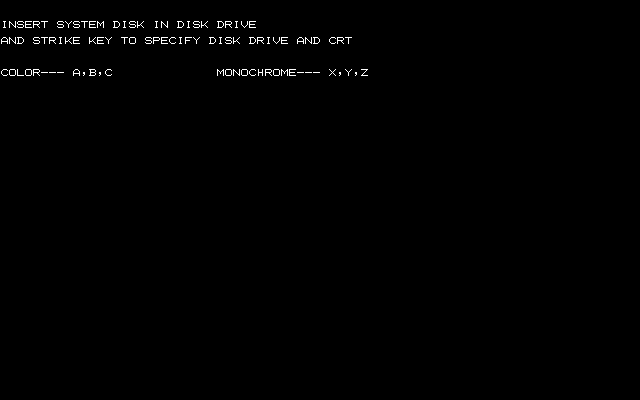 INSERT SYSTEM DISK IN DISK DRIVE
AND STRIKE KEY TO SPECIFY DISK DRIVE AND CRT
COLOR--- A,B,C MONOCHROME--- X,Y,Z